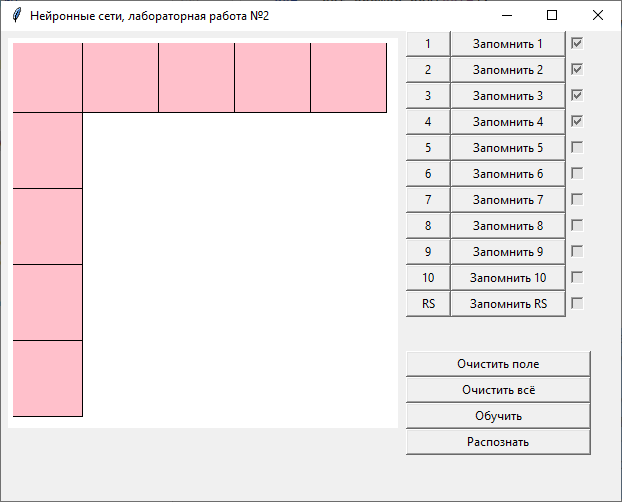 Нейронные сети, лабораторная работа №2
1 Запомнить 1
2 Запомнить 2
3 Запомнить 3
4 Запомнить 4
5 Запомнить 5
6 Запомнить 6
7 Запомнить 7
8 Запомнить 8
9 Запомнить 9
10 Запомнить 10
RS Запомнить RS
Очистить поле
Очистить всё
Обучить
Распознать